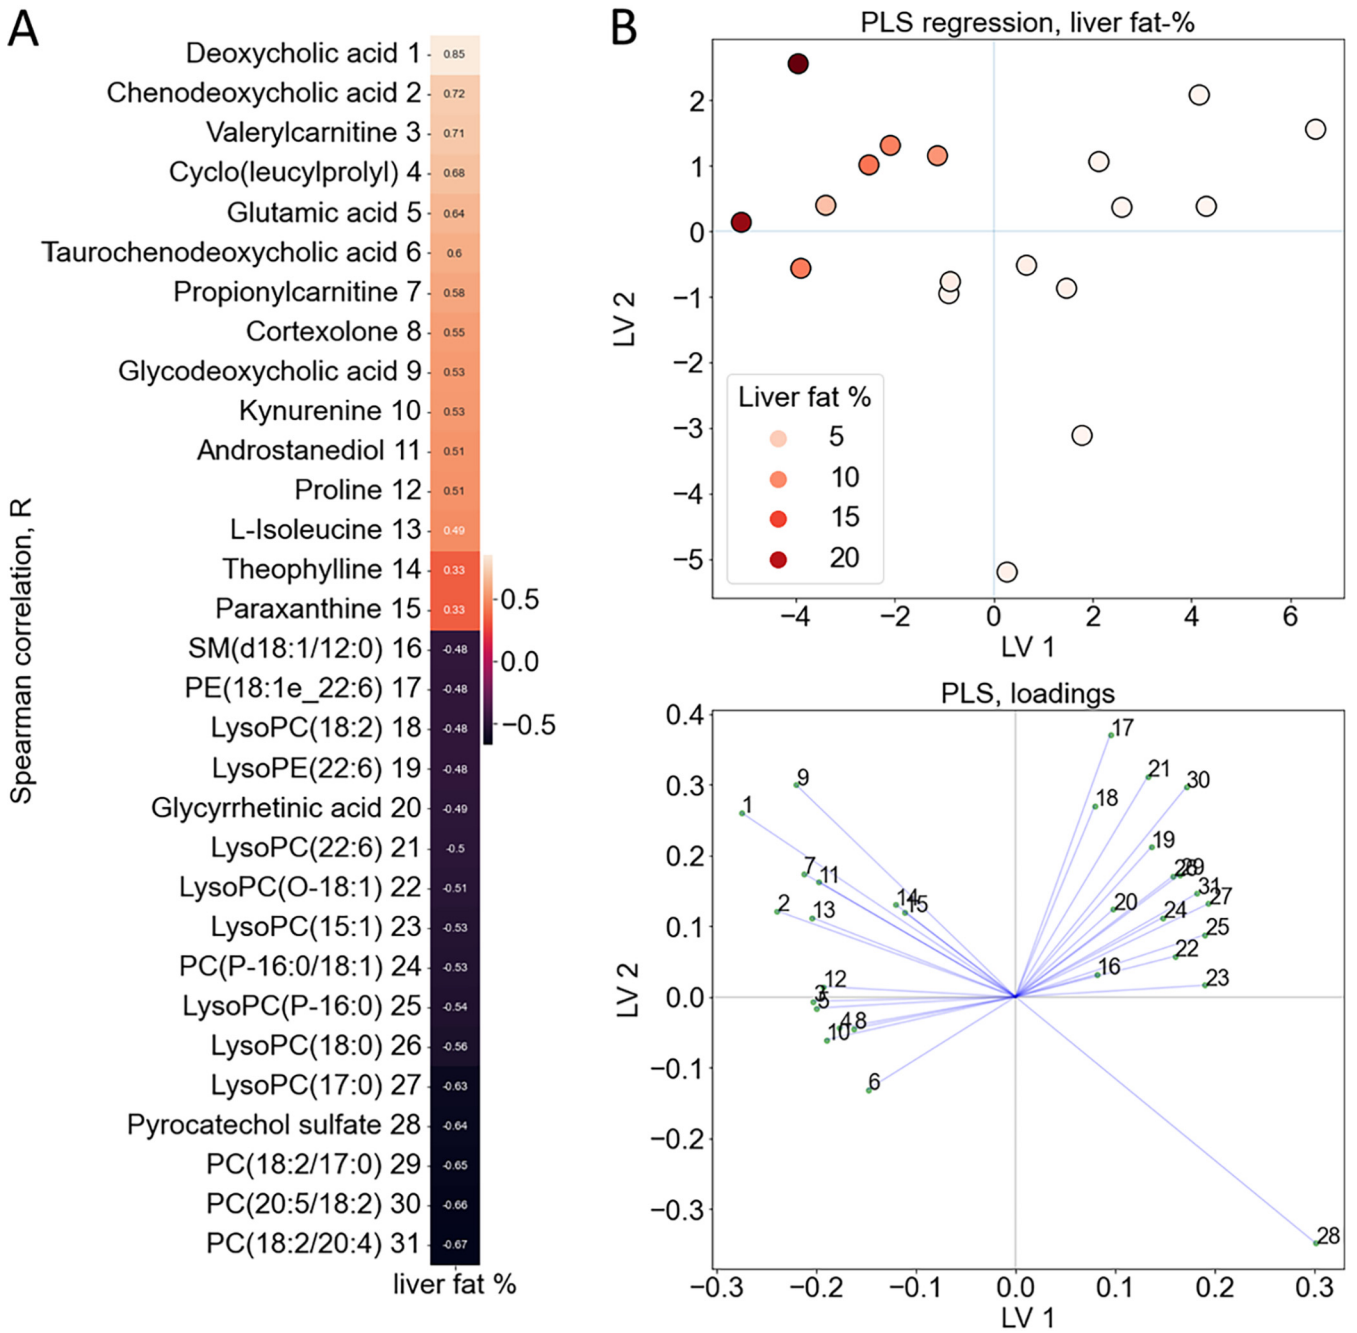 A
Spearman correlation, R
Deoxycholic acid 1 0.85
Chenodeoxycholic acid 2 0.72
Valerylcarnitine 3 0.71
Cyclo(leucylprolyl) 4 0.68
Glutamic acid 5 0.64
Taurochenodeoxycholic acid 6 0.6
Propionylcarnitine 7 0.58
Cortexolone 8 0.55
Glycodeoxycholic acid 9 0.53
Kynurenine 10 0.53
Androstanediol 11 0.51
Proline 12 0.51
L-Isoleucine 13 0.49
Theophylline 14 0.33
Paraxanthine 15 0.33
SM(d18:1/12:0) 16 -0.48
PE(18:1e_22:6) 17 -0.48
LysoPC(18:2) 18 -0.48
LysoPE(22:6) 19 -0.48
Glycyrrhetinic acid 20 -0.49
LysoPC(22:6) 21 -0.5
LysoPC(O-18:1) 22 -0.51
LysoPC(15:1) 23 -0.53
PC(P-16:0/18:1) 24 -0.53
LysoPC(P-16:0) 25 -0.54
LysoPC(18:0) 26 -0.56
LysoPC(17:0) 27 -0.63
Pyrocatechol sulfate 28 -0.64
PC(18:2/17:0) 29 -0.65
PC(20:5/18:2) 30 -0.66
PC(18:2/20:4) 31 -0.67
liver fat %
0.5
0.0
−0.5
B
PLS regression, liver fat-%
LV 2
2
1
0
−1
−2
−3
−4
−5
Liver fat %
5
10
15
20
−4 −2 0 2 4 6
LV 1
PLS, loadings
LV 2
0.4
0.3
0.2
0.1
0.0
−0.1
−0.2
−0.3
17
21
9 30
1 18
19
7 11 29
31
14 15 27
2 13 20 24
25
22
12 16 23
5
4 8
10
6
28
−0.3 −0.2 −0.1 0.0 0.1 0.2 0.3
LV 1